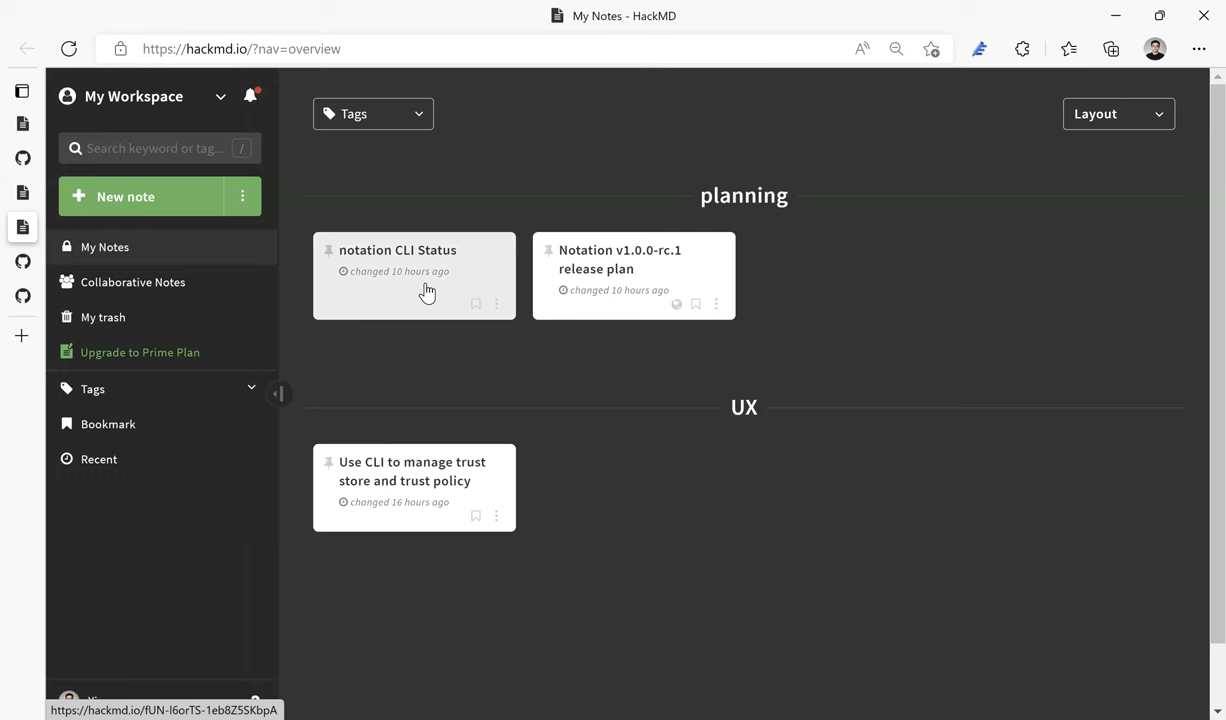 My Notes - HackMD
https://hackmd.io/?nav=overview
My Workspace
Search keyword or tag... /
New note
My Notes
Collaborative Notes
My trash
Upgrade to Prime Plan
Tags
Bookmark
Recent
Tags
Layout
planning
notation CLI Status
changed 10 hours ago
Notation v1.0.0-rc.1
release plan
changed 10 hours ago
UX
Use CLI to manage trust
store and trust policy
changed 16 hours ago
https://hackmd.io/fUN-I6orTS-1eb8Z5SKbpA